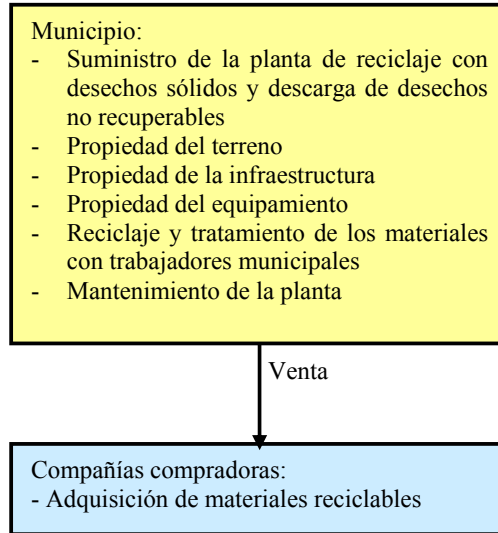 Municipio:
- Suministro de la planta de reciclaje con
desechos sólidos y descarga de desechos
no recuperables
- Propiedad del terreno
- Propiedad de la infraestructura
- Propiedad del equipamiento
- Reciclaje y tratamiento de los materiales
con trabajadores municipales
- Mantenimiento de la planta
Venta
Compañías compradoras:
- Adquisición de materiales reciclables